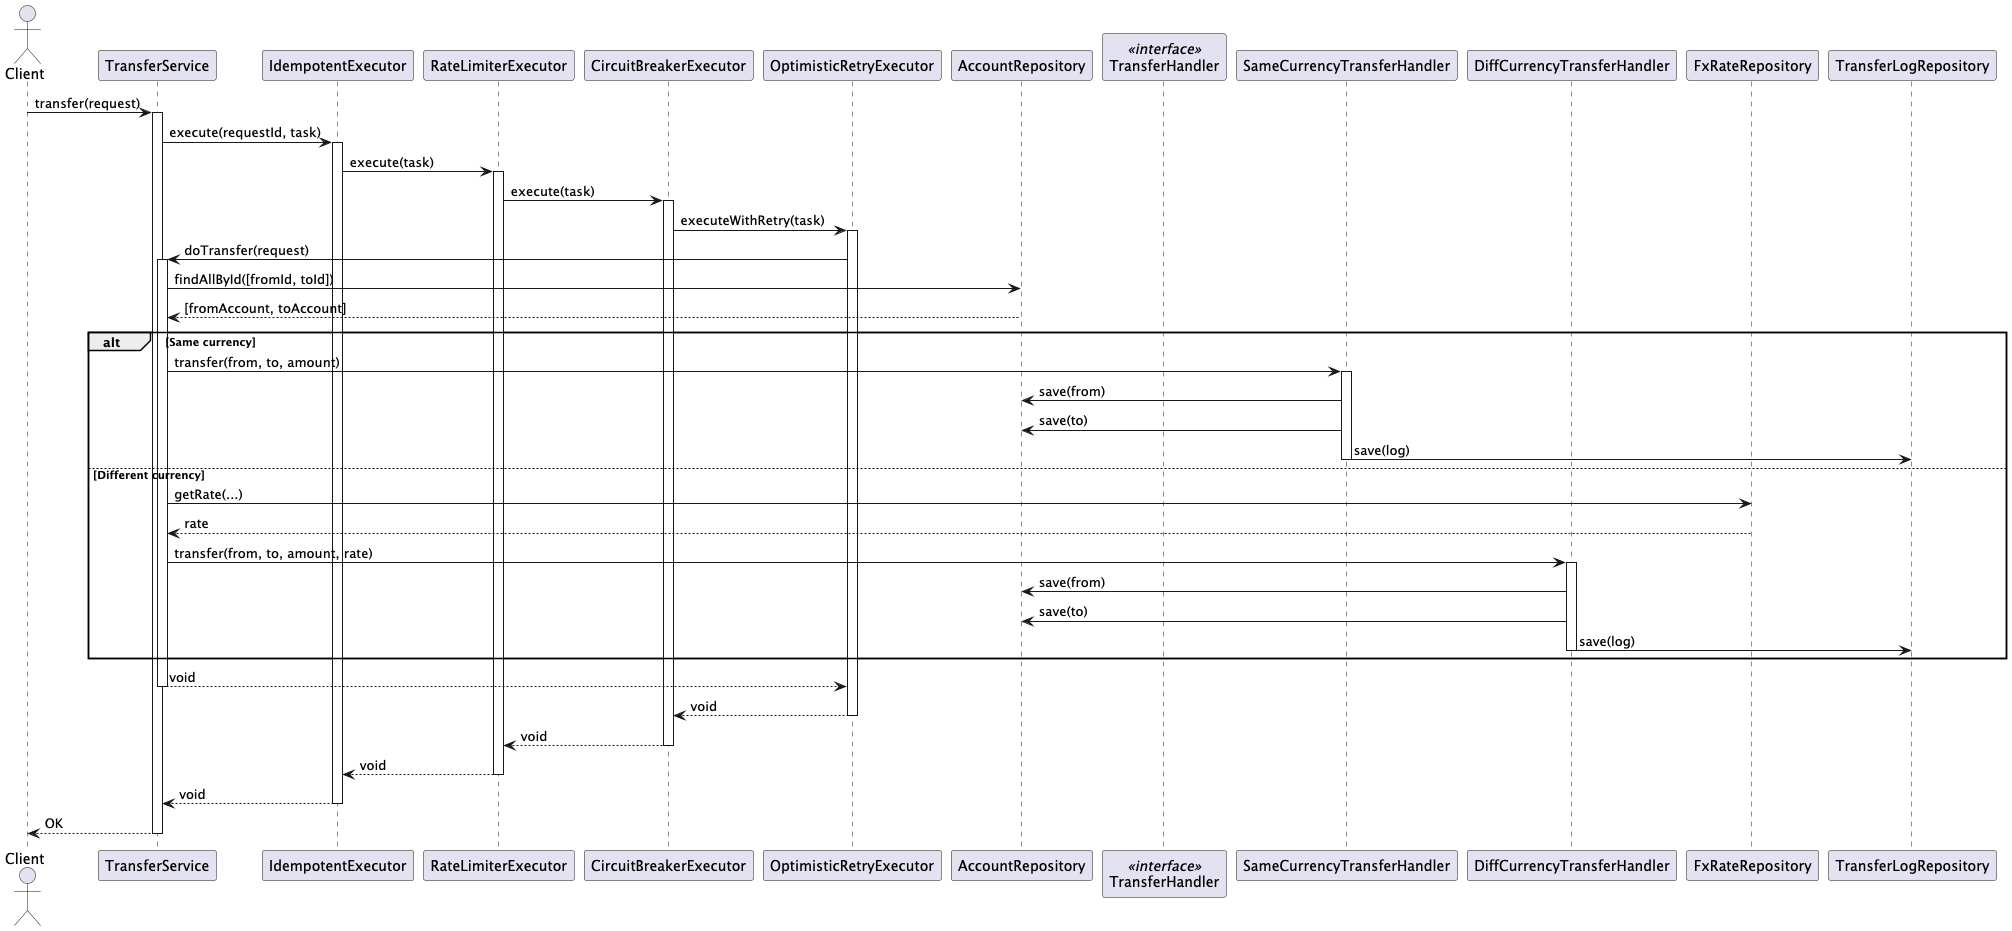 Client
TransferService
IdempotentExecutor
RateLimiterExecutor
CircuitBreakerExecutor
OptimisticRetryExecutor
AccountRepository
«interface»
TransferHandler
SameCurrencyTransferHandler
DiffCurrencyTransferHandler
FxRateRepository
TransferLogRepository
transfer(request)
execute(requestId, task)
execute(task)
execute(task)
executeWithRetry(task)
doTransfer(request)
findAllById([fromId, toId])
[fromAccount, toAccount]
alt
[Same currency]
transfer(from, to, amount)
save(from)
save(to)
save(log)
[Different currency]
getRate(...)
rate
transfer(from, to, amount, rate)
save(from)
save(to)
save(log)
void
void
void
void
void
OK
Client
TransferService
IdempotentExecutor
RateLimiterExecutor
CircuitBreakerExecutor
OptimisticRetryExecutor
AccountRepository
«interface»
TransferHandler
SameCurrencyTransferHandler
DiffCurrencyTransferHandler
FxRateRepository
TransferLogRepository